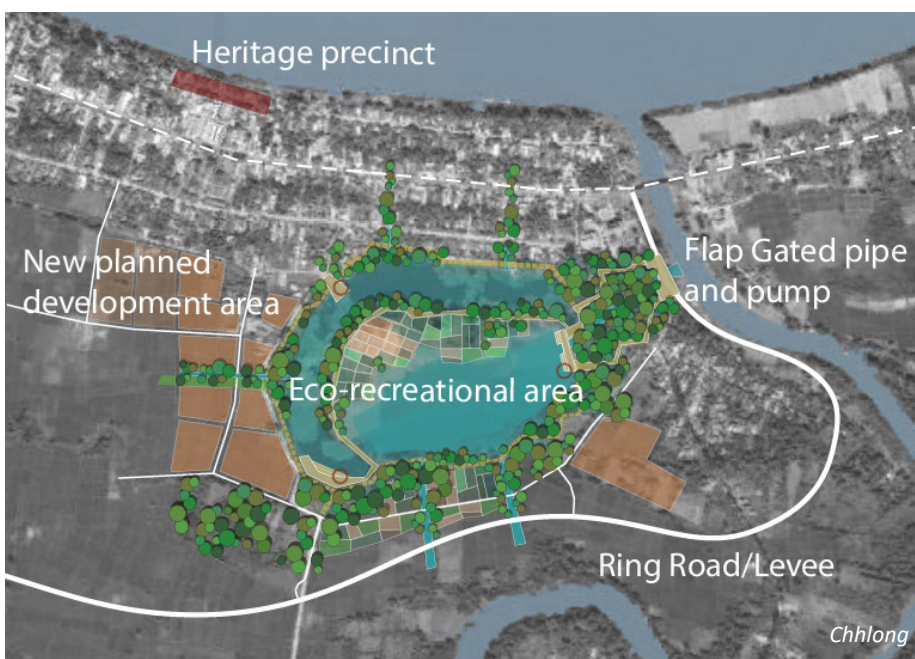 Heritage precinct
New planned
development area
Flap Gated pipe
and pump
Eco-recreational area
Ring Road/Levee
Chhlong